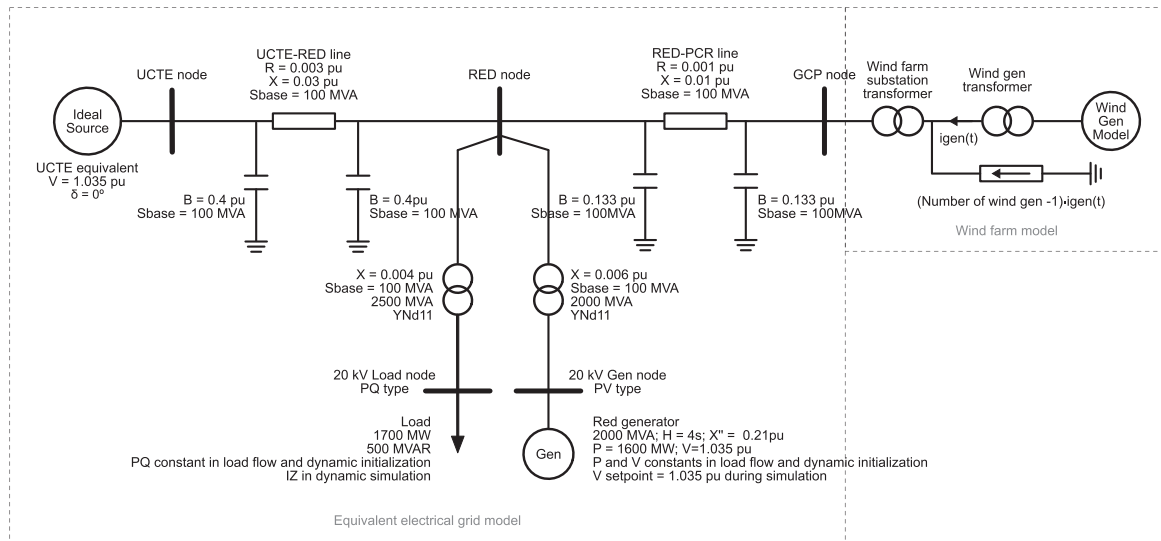 UCTE-RED line
R = 0.003 pu
X = 0.03 pu
Sbase = 100 MVA
RED-PCR line
R = 0.001 pu
X = 0.01 pu
Sbase = 100 MVA
UCTE node
RED node
GCP node
Wind farm
substation
transformer
Wind gen
transformer
Ideal
Source
Wind
Gen
Model
igen(t)
UCTE equivalent
V = 1.035 pu
δ = 0º
B = 0.4 pu
Sbase = 100 MVA
B = 0.4pu
Sbase = 100 MVA
B = 0.133 pu
Sbase = 100MVA
B = 0.133 pu
Sbase = 100MVA
(Number of wind gen -1)•igen(t)
Wind farm model
X = 0.004 pu
Sbase = 100 MVA
2500 MVA
YNd11
X = 0.006 pu
Sbase = 100 MVA
2000 MVA
YNd11
20 kV Load node
PQ type
20 kV Gen node
PV type
Load
1700 MW
500 MVAR
PQ constant in load flow and dynamic initialization
IZ in dynamic simulation
Gen
Red generator
2000 MVA; H = 4s; X" = 0.21pu
P = 1600 MW; V=1.035 pu
P and V constants in load flow and dynamic initialization
V setpoint = 1.035 pu during simulation
Equivalent electrical grid model